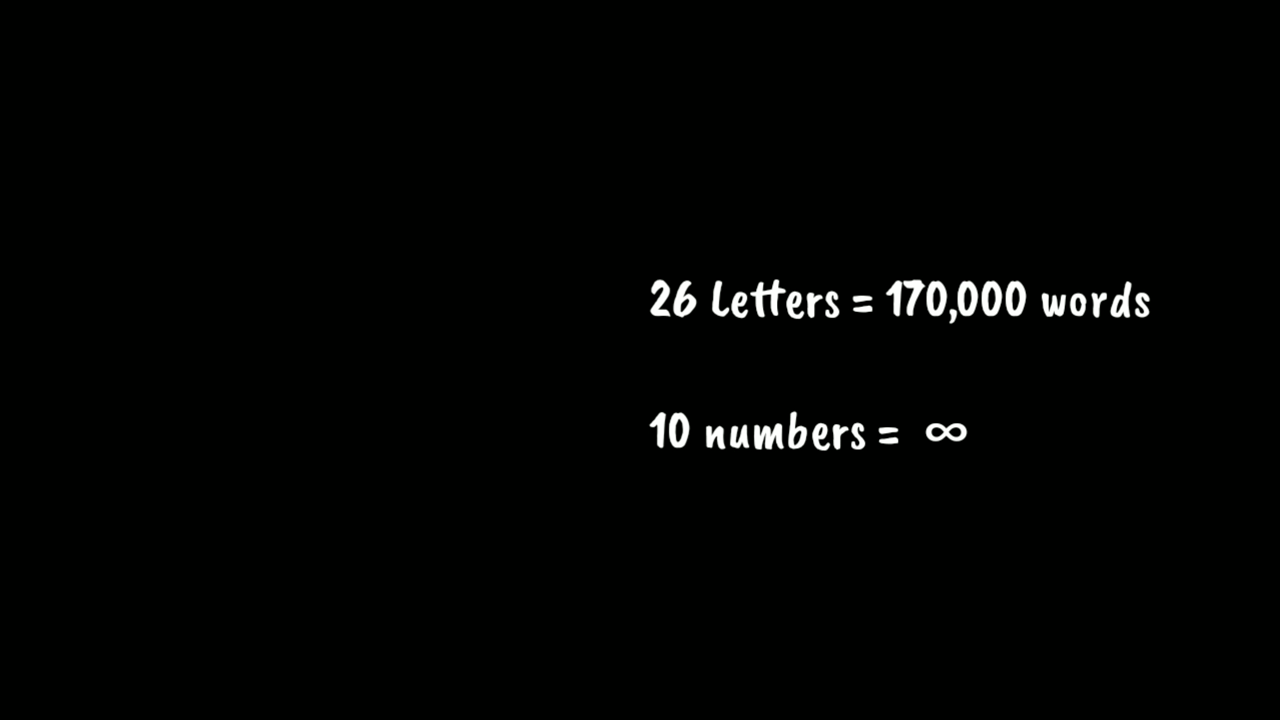 26 Letters = 170,000 words
10 numbers = ∞